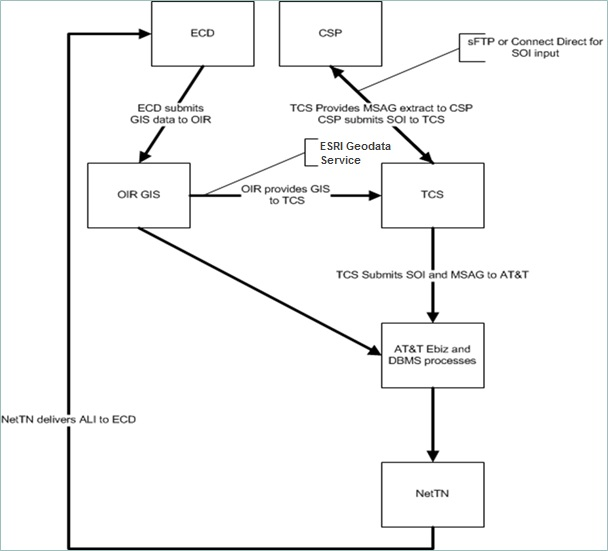 ECD
CSP
sFTP or Connect Direct for
SOI input
ECD submits
GIS data to OIR
TCS Provides MSAG extract to CSP
CSP submits SOI to TCS
ESRI Geodata
Service
OIR GIS
OIR provides GIS
to TCS
TCS
TCS Submits SOI and MSAG to AT&T
AT&T Ebiz and
DBMS processes
NetTN delivers ALI to ECD
NetTN